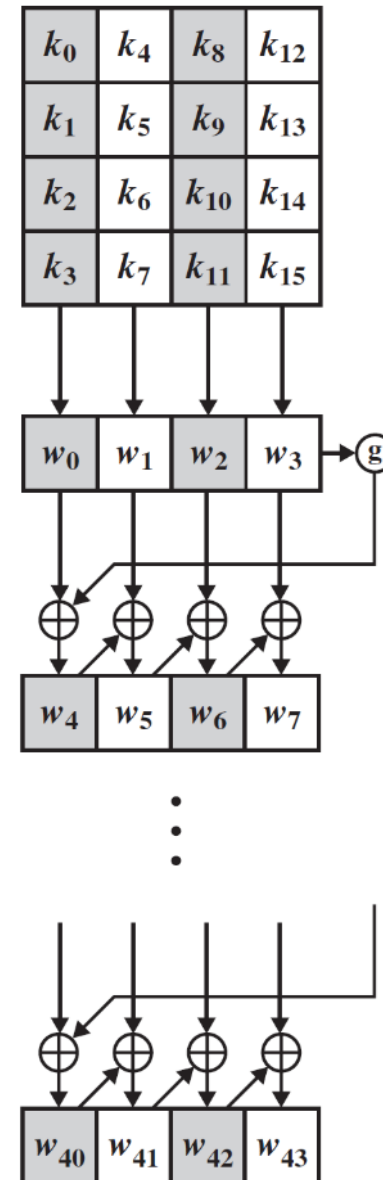 k₀ k₄ k₈ k₁₂
k₁ k₅ k₉ k₁₃
k₂ k₆ k₁₀ k₁₄
k₃ k₇ k₁₁ k₁₅
w₀ w₁ w₂ w₃ g
w₄ w₅ w₆ w₇
w₄₀ w₄₁ w₄₂ w₄₃